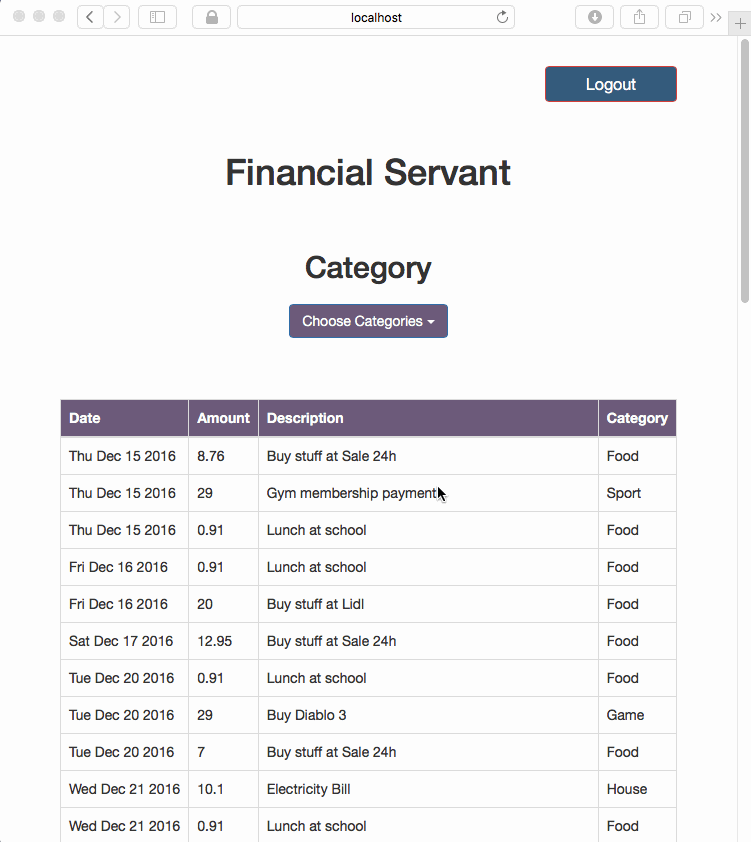 localhost
Logout
Financial Servant
Category
Choose Categories
Date Amount Description Category
Thu Dec 15 2016 8.76 Buy stuff at Sale 24h Food
Thu Dec 15 2016 29 Gym membership payment Sport
Thu Dec 15 2016 0.91 Lunch at school Food
Fri Dec 16 2016 0.91 Lunch at school Food
Fri Dec 16 2016 20 Buy stuff at Lidl Food
Sat Dec 17 2016 12.95 Buy stuff at Sale 24h Food
Tue Dec 20 2016 0.91 Lunch at school Food
Tue Dec 20 2016 29 Buy Diablo 3 Game
Tue Dec 20 2016 7 Buy stuff at Sale 24h Food
Wed Dec 21 2016 10.1 Electricity Bill House
Wed Dec 21 2016 0.91 Lunch at school Food